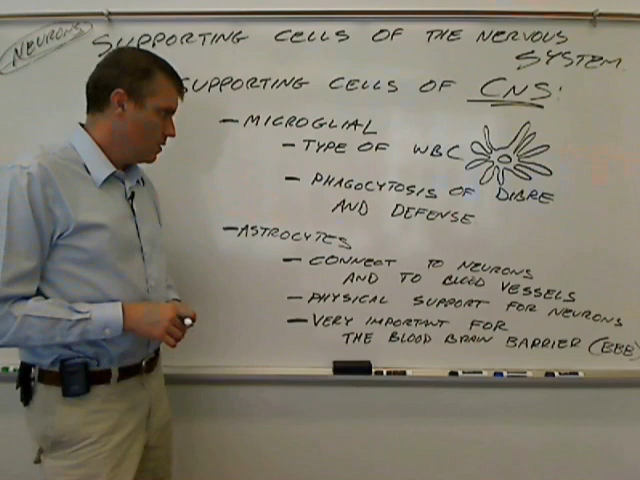 NEURONS
SUPPORTING CELLS OF THE NERVOUS
SYSTEM.
SUPPORTING CELLS OF CNS:
- MICROGLIAL
- TYPE OF WBC
- PHAGOCYTOSIS OF DIBRE
AND DEFENSE
- ASTROCYTES
- CONNECT TO NEURONS
AND TO BLOOD VESSELS
- PHYSICAL SUPPORT FOR NEURONS
- VERY IMPORTANT FOR
THE BLOOD BRAIN BARRIER (BBB)